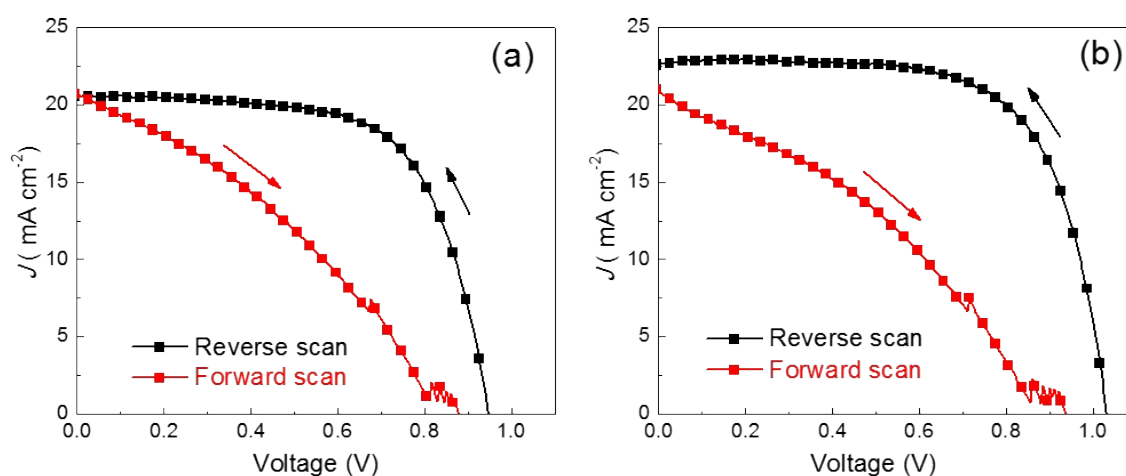 (a)
25
20
15
10
5
0
J ( mA cm-2)
Reverse scan
Forward scan
0.0 0.2 0.4 0.6 0.8 1.0
Voltage (V)
(b)
25
20
15
10
5
0
J ( mA cm-2)
Reverse scan
Forward scan
0.0 0.2 0.4 0.6 0.8 1.0
Voltage (V)